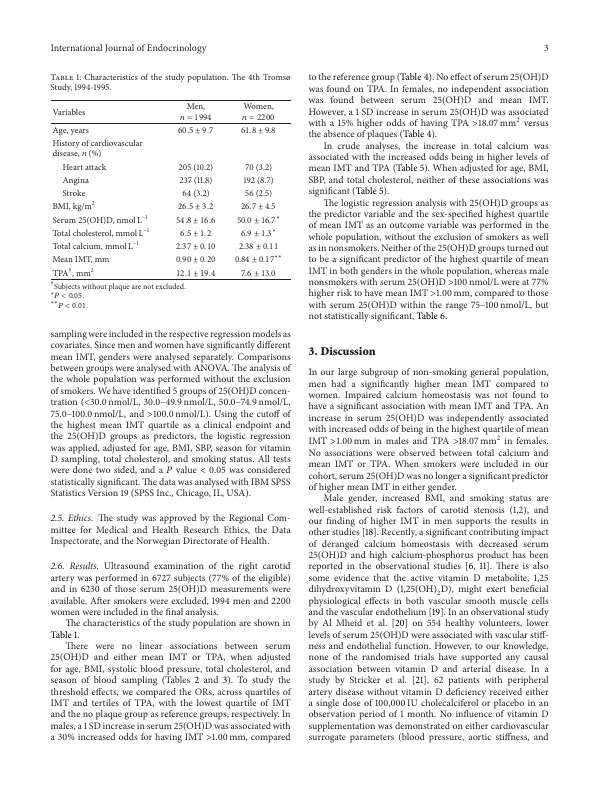 International Journal of Endocrinology
3
Table 1: Characteristics of the study population. The 4th Tromsø
Study, 1994-1995.
Variables Men, n = 1994 Women, n = 2200
Age, years 60.5 ± 9.7 61.8 ± 9.8
History of cardiovascular
disease, n (%)
Heart attack 205 (10.2) 70 (3.2)
Angina 237 (11.8) 192 (8.7)
Stroke 64 (3.2) 56 (2.5)
BMI, kg/m² 26.5 ± 3.2 26.7 ± 4.5
Serum 25(OH)D, nmol L⁻¹ 54.8 ± 16.6 50.0 ± 16.7*
Total cholesterol, mmol L⁻¹ 6.5 ± 1.2 6.9 ± 1.3*
Total calcium, mmol L⁻¹ 2.37 ± 0.10 2.38 ± 0.11
Mean IMT, mm 0.90 ± 0.20 0.84 ± 0.17**
TPA†, mm² 12.1 ± 19.4 7.6 ± 13.0
†Subjects without plaque are not excluded.
*P < 0.05.
**P < 0.01.
sampling were included in the respective regression models as
covariates. Since men and women have significantly different
mean IMT, genders were analysed separately. Comparisons
between groups were analysed with ANOVA. The analysis of
the whole population was performed without the exclusion
of smokers. We have identified 5 groups of 25(OH)D concen-
tration (<30.0 nmol/L, 30.0–49.9 nmol/L, 50.0–74.9 nmol/L,
75.0–100.0 nmol/L, and >100.0 nmol/L). Using the cutoff of
the highest mean IMT quartile as a clinical endpoint and
the 25(OH)D groups as predictors, the logistic regression
was applied, adjusted for age, BMI, SBP, season for vitamin
D sampling, total cholesterol, and smoking status. All tests
were done two sided, and a P value < 0.05 was considered
statistically significant. The data was analysed with IBM SPSS
Statistics Version 19 (SPSS Inc., Chicago, IL, USA).
2.5. Ethics. The study was approved by the Regional Com-
mittee for Medical and Health Research Ethics, the Data
Inspectorate, and the Norwegian Directorate of Health.
2.6. Results. Ultrasound examination of the right carotid
artery was performed in 6727 subjects (77% of the eligible)
and in 6230 of those serum 25(OH)D measurements were
available. After smokers were excluded, 1994 men and 2200
women were included in the final analysis.
The characteristics of the study population are shown in
Table 1.
There were no linear associations between serum
25(OH)D and either mean IMT or TPA, when adjusted
for age, BMI, systolic blood pressure, total cholesterol, and
season of blood sampling (Tables 2 and 3). To study the
threshold effects, we compared the ORs, across quartiles of
IMT and tertiles of TPA, with the lowest quartile of IMT
and the no plaque group as reference groups, respectively. In
males, a 1 SD increase in serum 25(OH)D was associated with
a 30% increased odds for having IMT >1.00 mm, compared
to the reference group (Table 4). No effect of serum 25(OH)D
was found on TPA. In females, no independent association
was found between serum 25(OH)D and mean IMT.
However, a 1 SD increase in serum 25(OH)D was associated
with a 15% higher odds of having TPA >18.07 mm² versus
the absence of plaques (Table 4).
In crude analyses, the increase in total calcium was
associated with the increased odds being in higher levels of
mean IMT and TPA (Table 5). When adjusted for age, BMI,
SBP, and total cholesterol, neither of these associations was
significant (Table 5).
The logistic regression analysis with 25(OH)D groups as
the predictor variable and the sex-specified highest quartile
of mean IMT as an outcome variable was performed in the
whole population, without the exclusion of smokers as well
as in nonsmokers. Neither of the 25(OH)D groups turned out
to be a significant predictor of the highest quartile of mean
IMT in both genders in the whole population, whereas male
nonsmokers with serum 25(OH)D >100 nmol/L were at 77%
higher risk to have mean IMT >1.00 mm, compared to those
with serum 25(OH)D within the range 75–100 nmol/L, but
not statistically significant, Table 6.
3. Discussion
In our large subgroup of non-smoking general population,
men had a significantly higher mean IMT compared to
women. Impaired calcium homeostasis was not found to
have a significant association with mean IMT and TPA. An
increase in serum 25(OH)D was independently associated
with increased odds of being in the highest quartile of mean
IMT >1.00 mm in males and TPA >18.07 mm² in females.
No associations were observed between total calcium and
mean IMT or TPA. When smokers were included in our
cohort, serum 25(OH)D was no longer a significant predictor
of higher mean IMT in either gender.
Male gender, increased BMI, and smoking status are
well-established risk factors of carotid stenosis (1,2), and
our finding of higher IMT in men supports the results in
other studies [18]. Recently, a significant contributing impact
of deranged calcium homeostasis with decreased serum
25(OH)D and high calcium-phosphorus product has been
reported in the observational studies [6, 11]. There is also
some evidence that the active vitamin D metabolite, 1,25
dihydroxyvitamin D (1,25(OH)₂D), might exert beneficial
physiological effects in both vascular smooth muscle cells
and the vascular endothelium [19]. In an observational study
by Al Mheid et al. [20] on 554 healthy volunteers, lower
levels of serum 25(OH)D were associated with vascular stiff-
ness and endothelial function. However, to our knowledge,
none of the randomised trials have supported any causal
association between vitamin D and arterial disease. In a
study by Stricker et al. [21], 62 patients with peripheral
artery disease without vitamin D deficiency received either
a single dose of 100,000 IU cholecalciferol or placebo in an
observation period of 1 month. No influence of vitamin D
supplementation was demonstrated on either cardiovascular
surrogate parameters (blood pressure, aortic stiffness, and